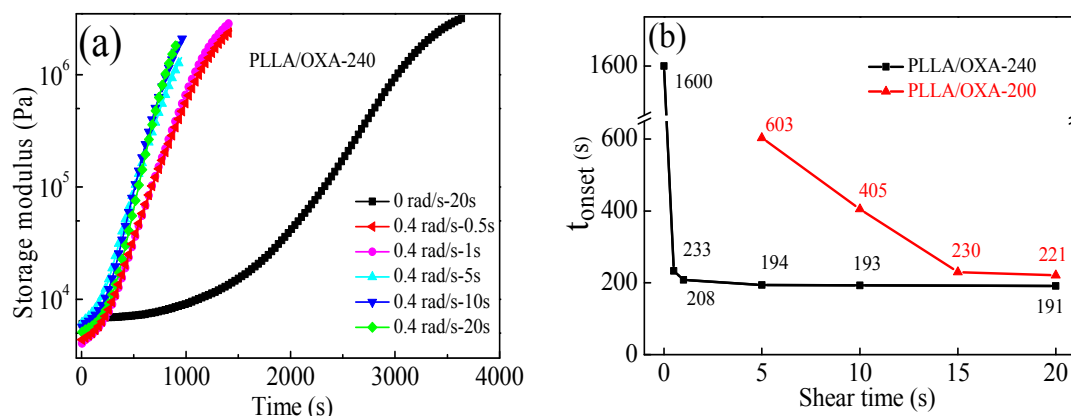 (a)
PLLA/OXA-240
Storage modulus (Pa)
10^6
10^5
10^4
0 rad/s-20s
0.4 rad/s-0.5s
0.4 rad/s-1s
0.4 rad/s-5s
0.4 rad/s-10s
0.4 rad/s-20s
0 1000 2000 3000 4000
Time (s)
(b)
PLLA/OXA-240
PLLA/OXA-200
t_onset (s)
1600
600
400
200
0
1600
603
405
230
221
233
208
194
193
191
0 5 10 15 20
Shear time (s)